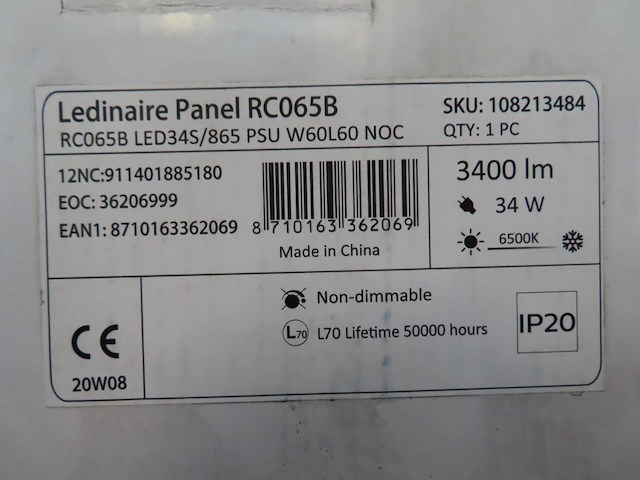 Ledinaire Panel RC065B
SKU: 108213484
RC065B LED34S/865 PSU W60L60 NOC
QTY: 1 PC
12NC:911401885180
EOC: 36206999
EAN1: 8710163362069
8 710163 362069
Made in China
3400 lm
34 W
6500K
CE
20W08
Non-dimmable
L70
L70 Lifetime 50000 hours
IP20